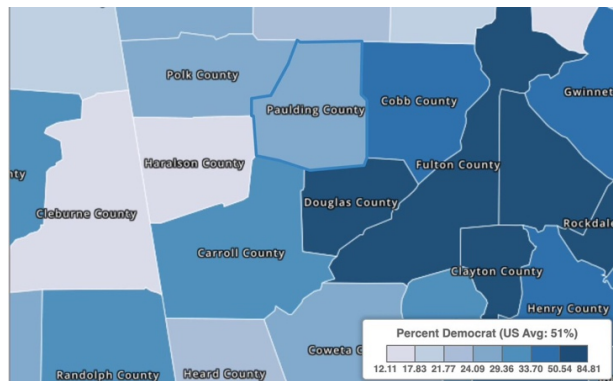 Polk County
Paulding County
Cobb County
Gwinnet
Haralson County
Fulton County
nty
Cleburne County
Douglas County
Rockdale
Carroll County
Clayton County
Henry County
Percent Democrat (US Avg: 51%)
12.11 17.83 21.77 24.09 29.36 33.70 50.54 84.81
Coweta C
Randolph County
Heard County